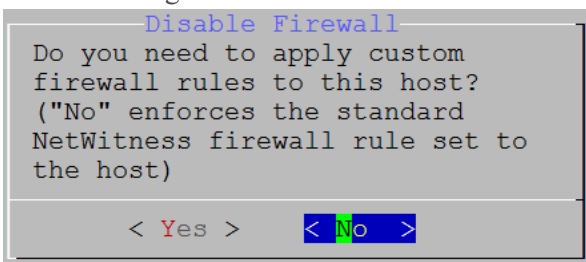 Disable Firewall
Do you need to apply custom
firewall rules to this host?
("No" enforces the standard
NetWitness firewall rule set to
the host)
< Yes > < No >